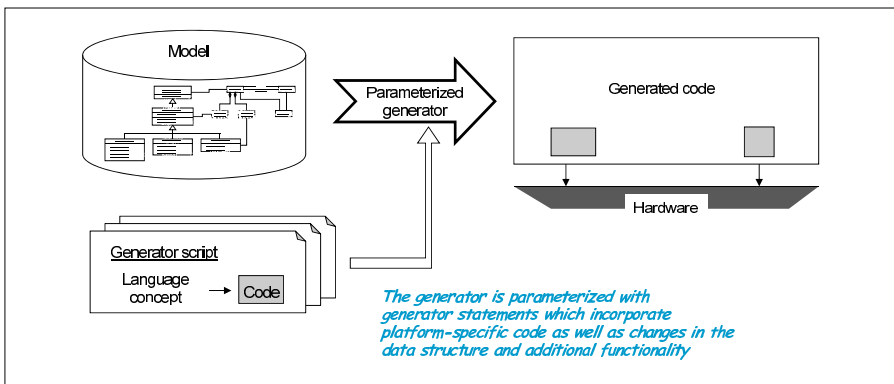 Model
Parameterized
generator
Generated code
Hardware
Generator script
Language
concept
Code
The generator is parameterized with
generator statements which incorporate
platform-specific code as well as changes in the
data structure and additional functionality